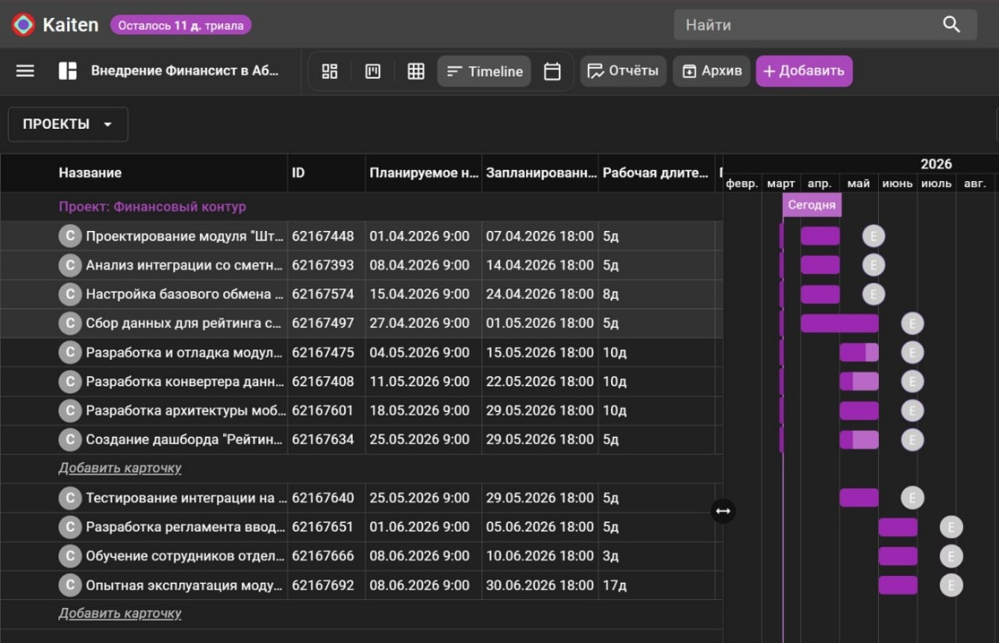 Kaiten Осталось 11 д. триала Найти
Внедрение Финансист в Аб... Timeline Отчёты Архив + Добавить
ПРОЕКТЫ
2026
Название ID Планируемое н... Запланированн... Рабочая длите... февр. март апр. май июнь июль авг.
Проект: Финансовый контур Сегодня
С Проектирование модуля "Шт... 62167448 01.04.2026 9:00 07.04.2026 18:00 5д E
С Анализ интеграции со сметн... 62167393 08.04.2026 9:00 14.04.2026 18:00 5д E
С Настройка базового обмена ... 62167574 15.04.2026 9:00 24.04.2026 18:00 8д E
С Сбор данных для рейтинга с... 62167497 27.04.2026 9:00 01.05.2026 18:00 5д E
С Разработка и отладка модул... 62167475 04.05.2026 9:00 15.05.2026 18:00 10д E
С Разработка конвертера данн... 62167408 11.05.2026 9:00 22.05.2026 18:00 10д E
С Разработка архитектуры моб... 62167601 18.05.2026 9:00 29.05.2026 18:00 10д E
С Создание дашборда "Рейтин... 62167634 25.05.2026 9:00 29.05.2026 18:00 5д E
Добавить карточку
С Тестирование интеграции на ... 62167640 25.05.2026 9:00 29.05.2026 18:00 5д E
С Разработка регламента ввод... 62167651 01.06.2026 9:00 05.06.2026 18:00 5д E
С Обучение сотрудников отдел... 62167666 08.06.2026 9:00 10.06.2026 18:00 3д E
С Опытная эксплуатация моду... 62167692 08.06.2026 9:00 30.06.2026 18:00 17д E
Добавить карточку